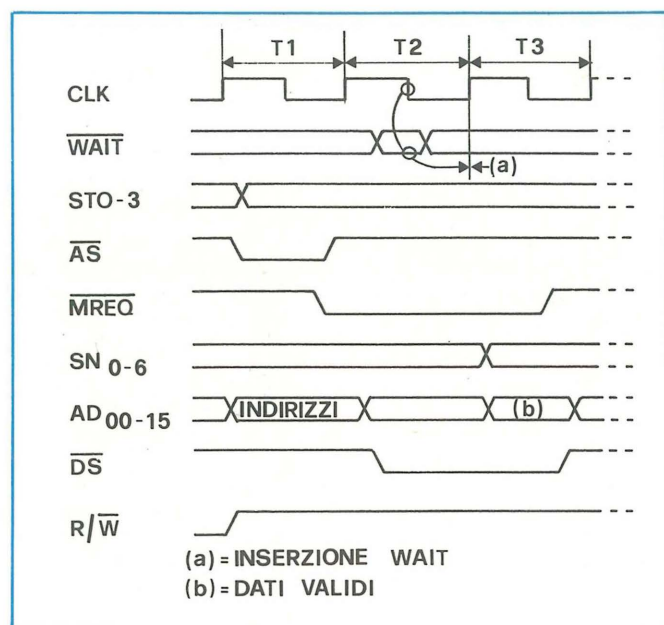 T1 T2 T3
CLK
WAIT
(a)
STO-3
AS
MREQ
SN 0-6
AD 00-15 INDIRIZZI (b)
DS
R/W
(a) = INSERZIONE WAIT
(b) = DATI VALIDI